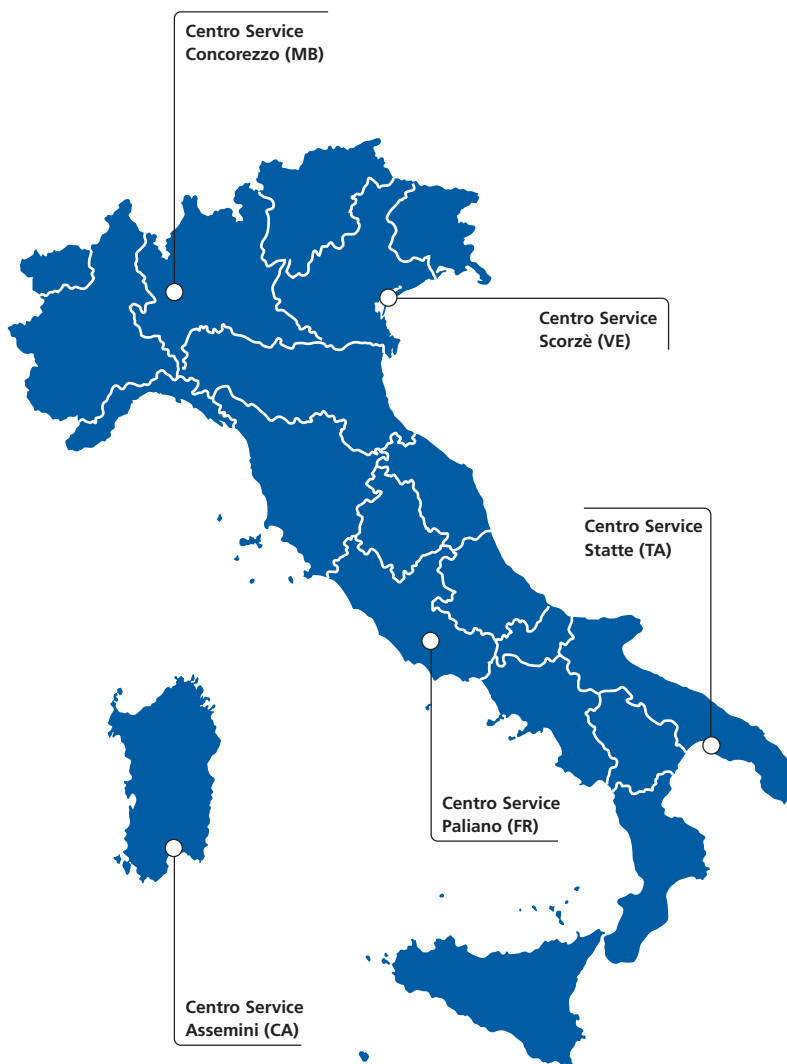 Centro Service
Concorezzo (MB)
Centro Service
Scorzè (VE)
Centro Service
Statte (TA)
Centro Service
Paliano (FR)
Centro Service
Assemini (CA)